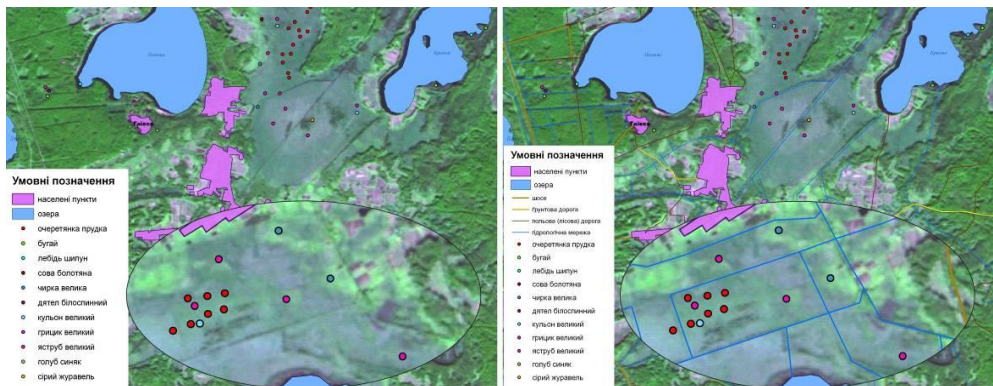 Умовні позначення
населені пункти
озера
очеретянка прудка
бугай
лебідь шипун
сова болотяна
чирка велика
дятел білоспинний
кульон великий
грицик великий
яструб великий
голуб синяк
сірий журавель
Умовні позначення
населені пункти
озера
шосе
ґрунтова дорога
польово (лісова) дорога
гідрологічна мережа
очеретянка прудка
бугай
лебідь шипун
сова болотяна
чирка велика
дятел білоспинний
кульон великий
грицик великий
яструб великий
голуб синяк
сірий журавель